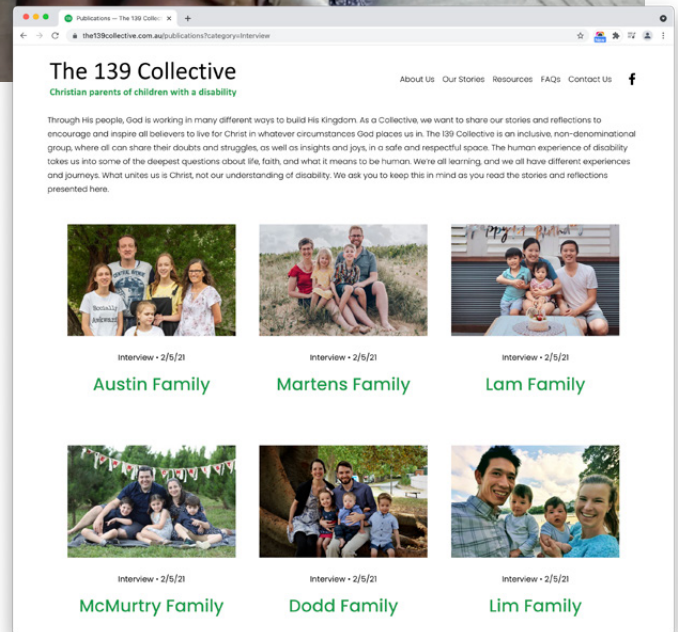 Publications — The 139 Collec
the139collective.com.au/publications?category=Interview
The 139 Collective
Christian parents of children with a disability
About Us Our Stories Resources FAQs Contact Us
Through His people, God is working in many different ways to build His Kingdom. As a Collective, we want to share our stories and reflections to
encourage and inspire all believers to live for Christ in whatever circumstances God places us in. The 139 Collective is an inclusive, non-denominational
group, where all can share their doubts and struggles, as well as insights and joys, in a safe and respectful space. The human experience of disability
takes us into some of the deepest questions about life, faith, and what it means to be human. We're all learning, and we all have different experiences
and journeys. What unites us is Christ, not our understanding of disability. We ask you to keep this in mind as you read the stories and reflections
presented here.
Socially
Awkward
Interview • 2/5/21
Interview • 2/5/21
Interview • 2/5/21
Austin Family
Martens Family
Lam Family
Interview • 2/5/21
Interview • 2/5/21
Interview • 2/5/21
McMurtry Family
Dodd Family
Lim Family